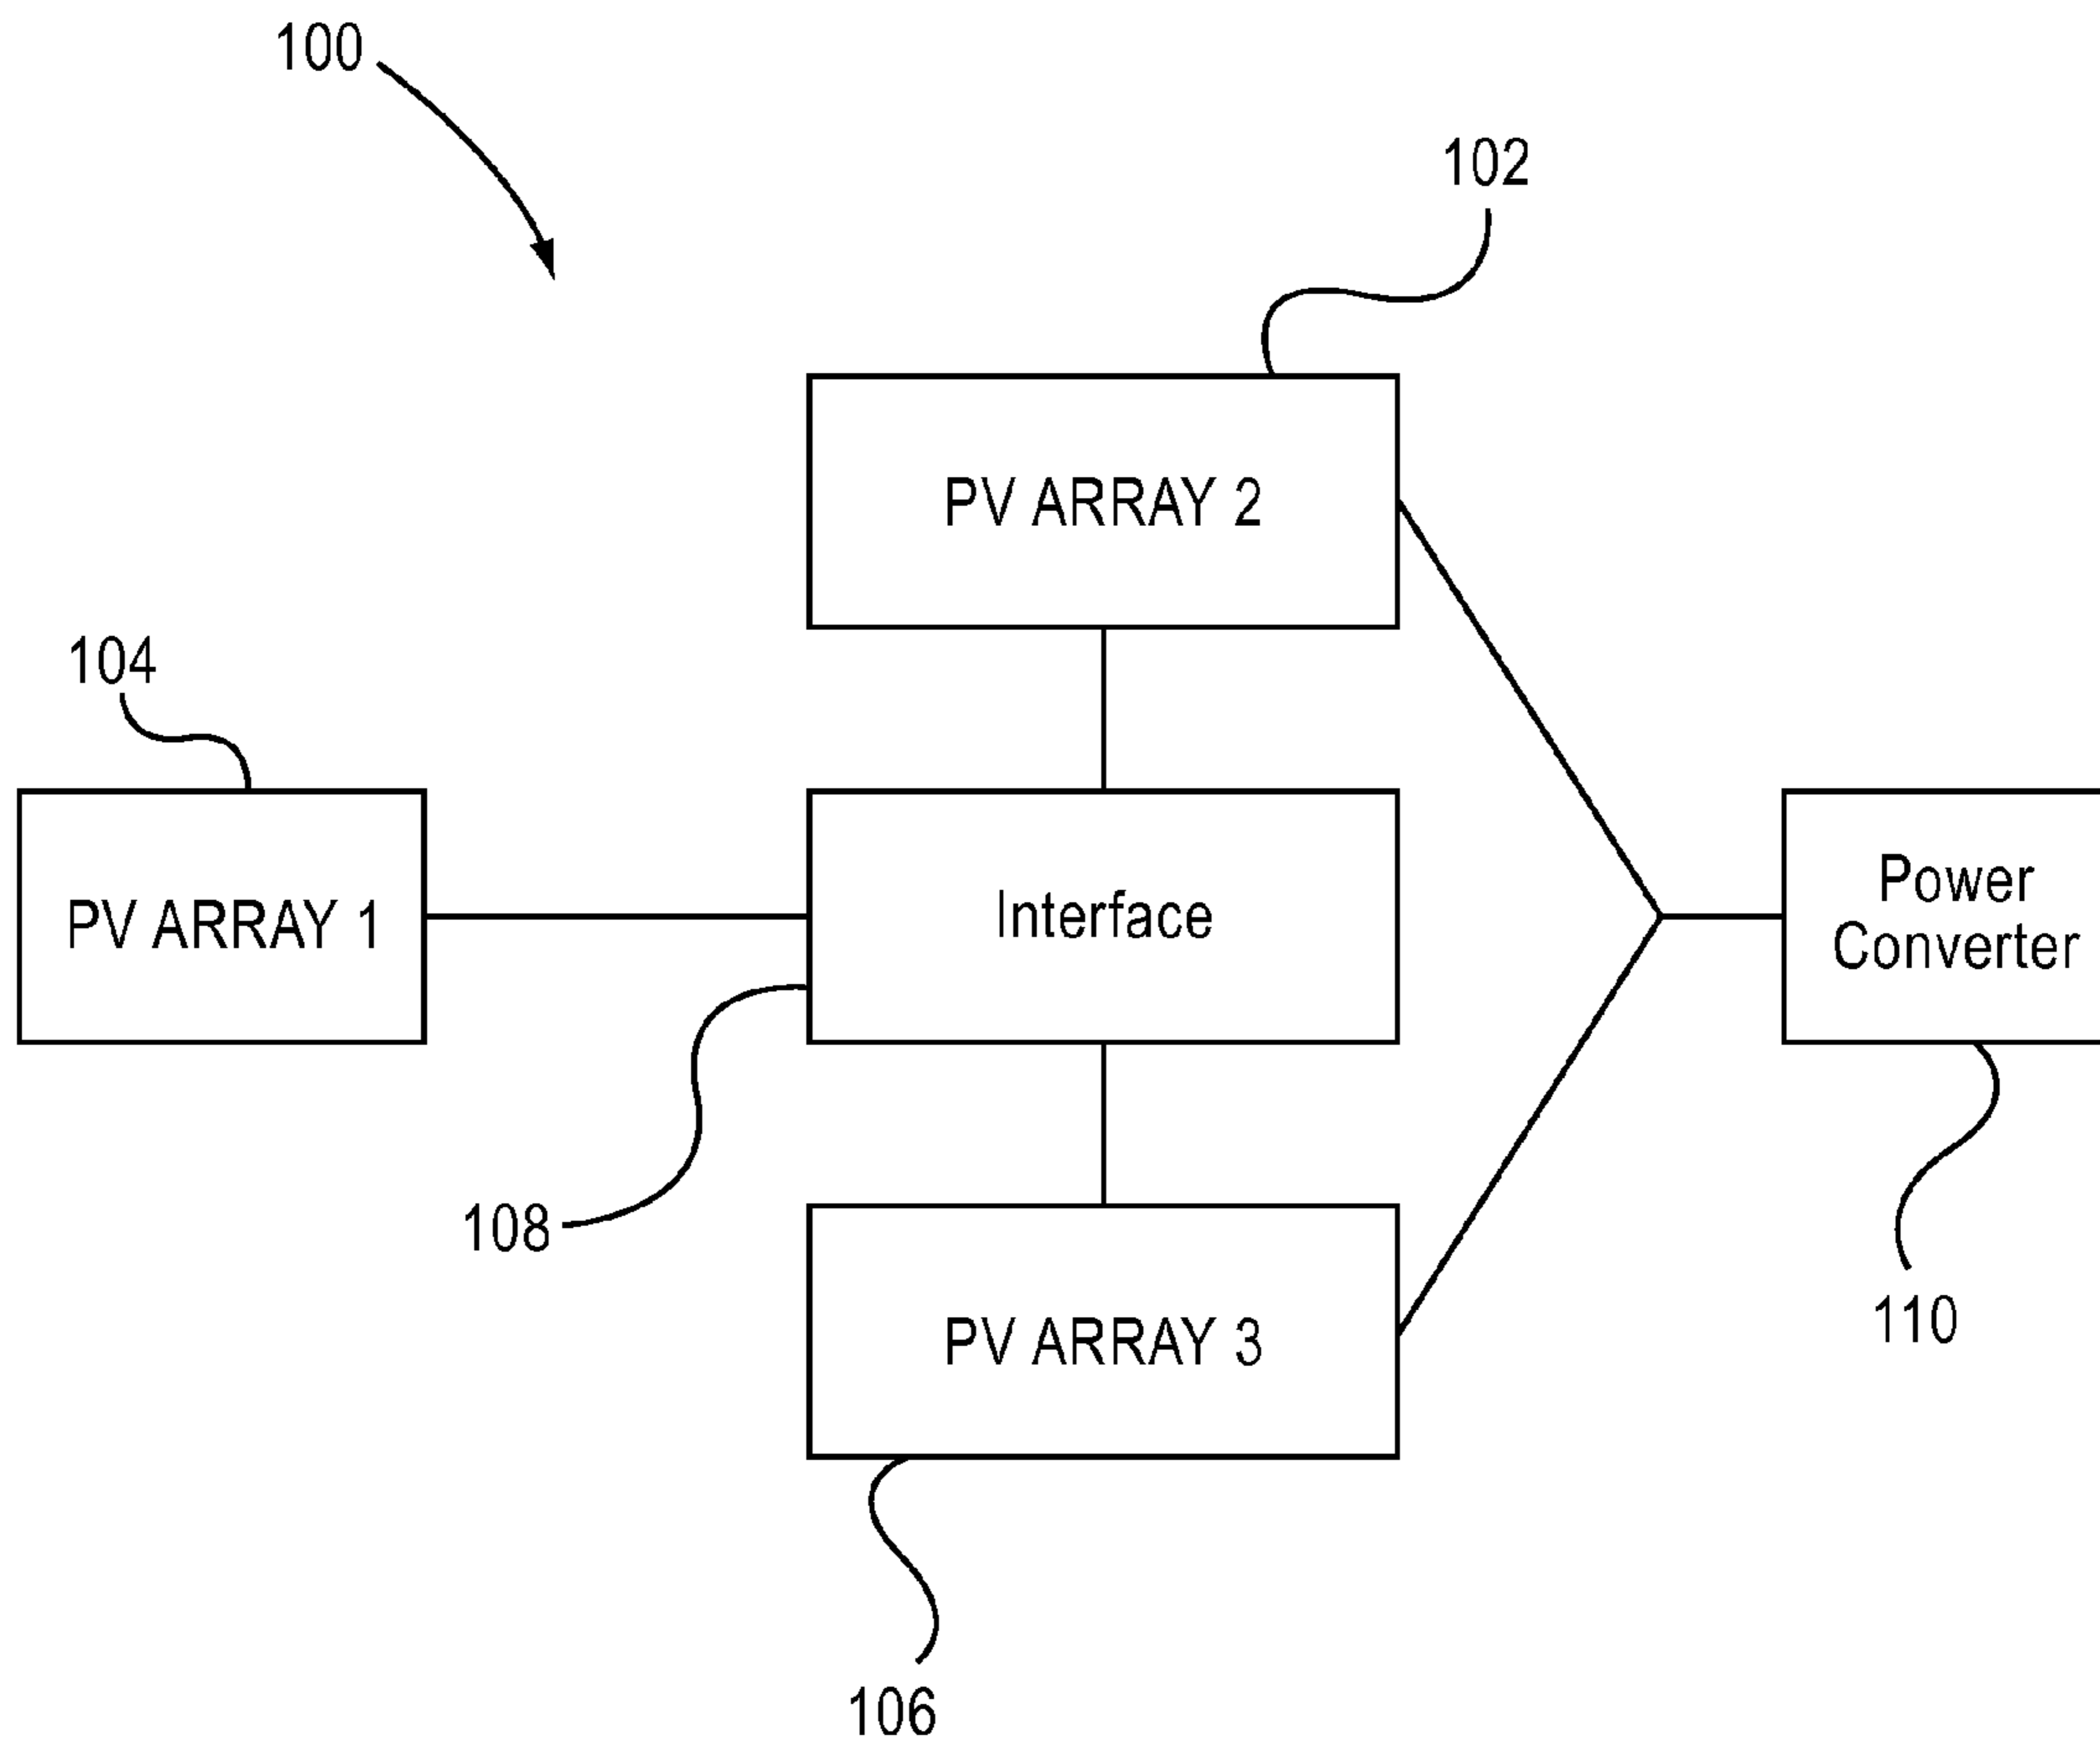 100
102
PV ARRAY 2
104
PV ARRAY 1
Interface
Power
Converter
108
PV ARRAY 3
110
106